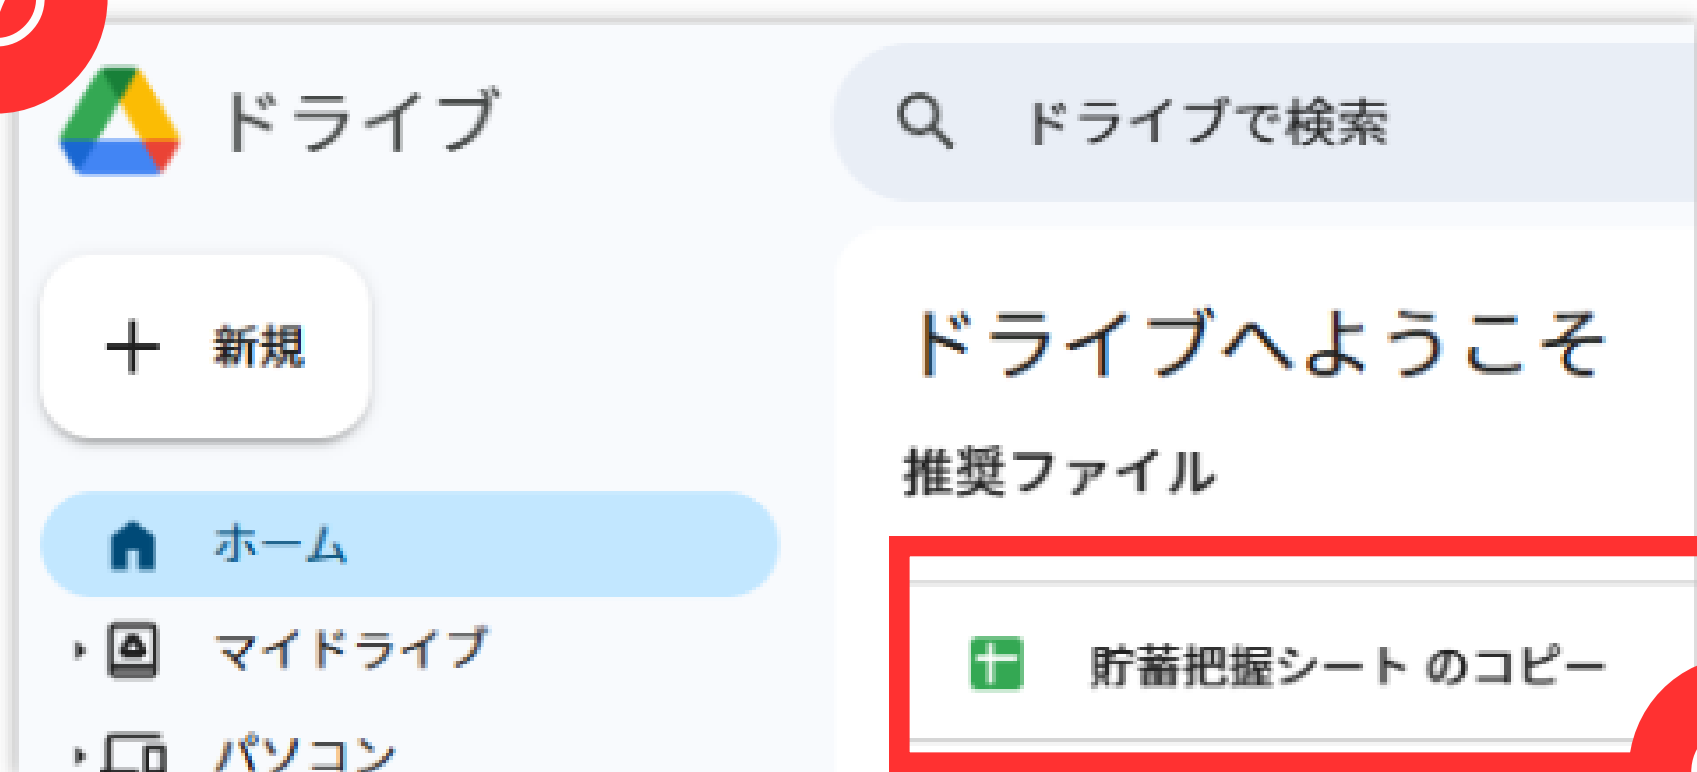 ドライブ
ドライブで検索
新規
ドライブへようこそ
推奨ファイル
ホーム
マイドライブ
貯蓄把握シート のコピー
パソコン